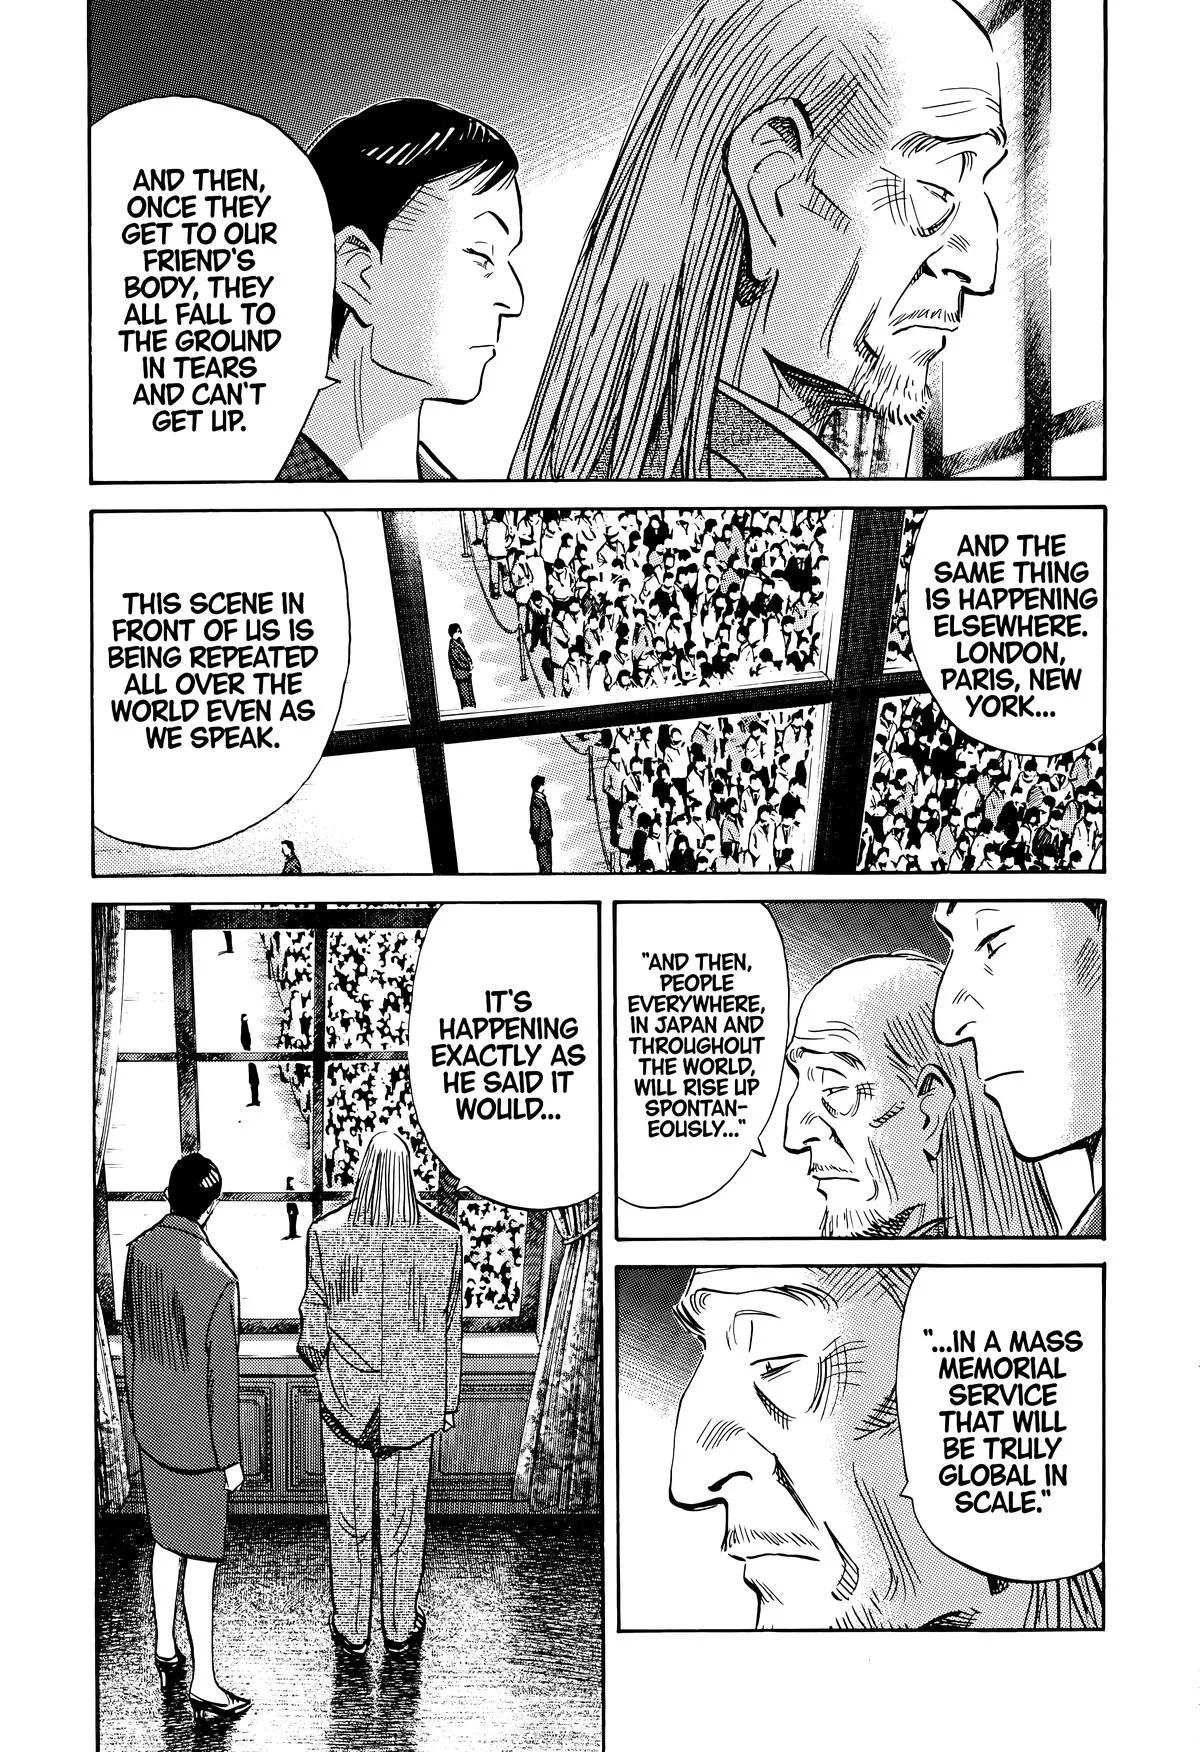 AND THEN,
ONCE THEY
GET TO OUR
FRIEND'S
BODY, THEY
ALL FALL TO
THE GROUND
IN TEARS
AND CAN'T
GET UP.
AND THE
SAME THING
IS HAPPENING
ELSEWHERE.
LONDON,
PARIS, NEW
YORK...
THIS SCENE IN
FRONT OF US IS
BEING REPEATED
ALL OVER THE
WORLD EVEN AS
WE SPEAK.
"AND THEN,
PEOPLE
EVERYWHERE,
IN JAPAN AND
THROUGHOUT
THE WORLD,
WILL RISE UP
SPONTAN-
EOUSLY..."
"...IN A MASS
MEMORIAL
SERVICE
THAT WILL
BE TRULY
GLOBAL IN
SCALE."
IT'S
HAPPENING
EXACTLY AS
HE SAID IT
WOULD...